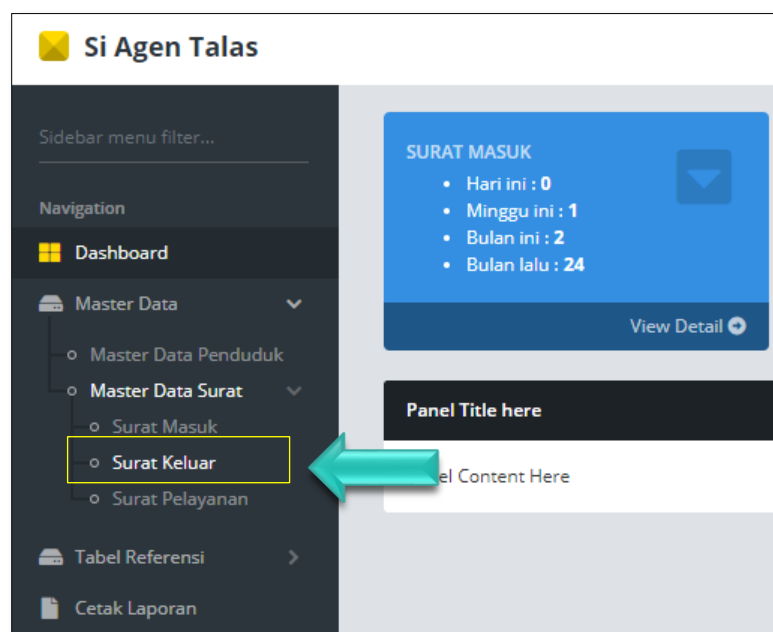 Si Agen Talas
Sidebar menu filter...
Navigation
Dashboard
Master Data
Master Data Penduduk
Master Data Surat
Surat Masuk
Surat Keluar
Surat Pelayanan
Tabel Referensi
Cetak Laporan
SURAT MASUK
Hari ini : 0
Minggu ini : 1
Bulan ini : 2
Bulan lalu : 24
View Detail
Panel Title here
el Content Here